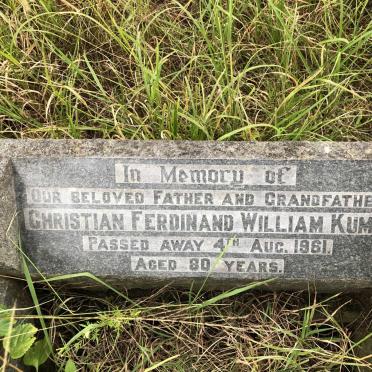 In Memory of
Our beloved Father and Grandfathe
Christian Ferdinand William Kum
Passed away 4th Aug. 1961.
Aged 80 years.